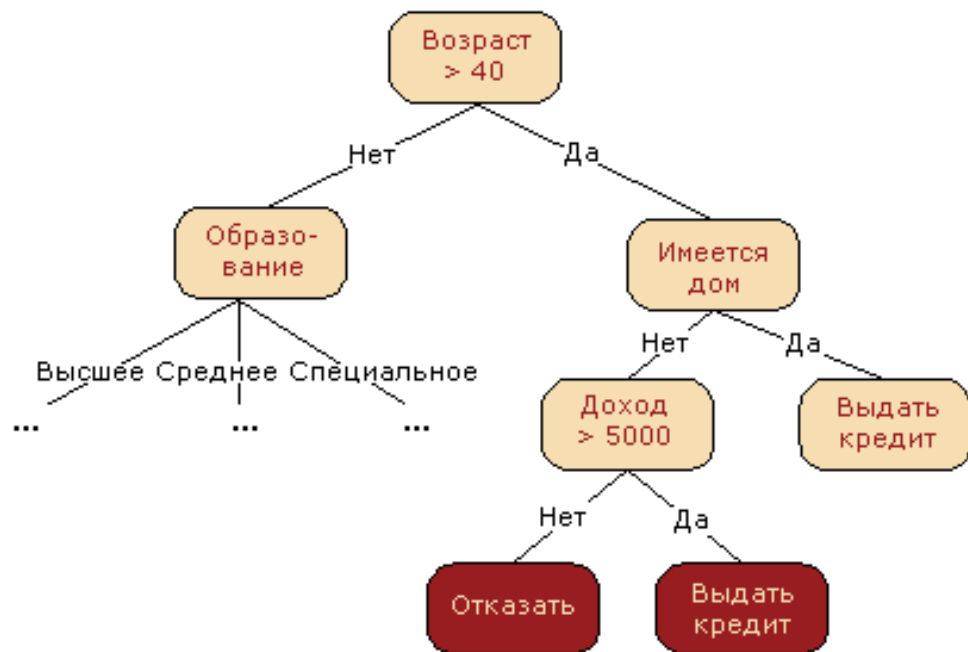 Возраст
> 40
Нет
Да
Образо-
вание
Имеется
дом
Высшее Среднее Специальное
Нет
Да
... ... ...
Доход
> 5000
Выдать
кредит
Нет
Да
Отказать
Выдать
кредит